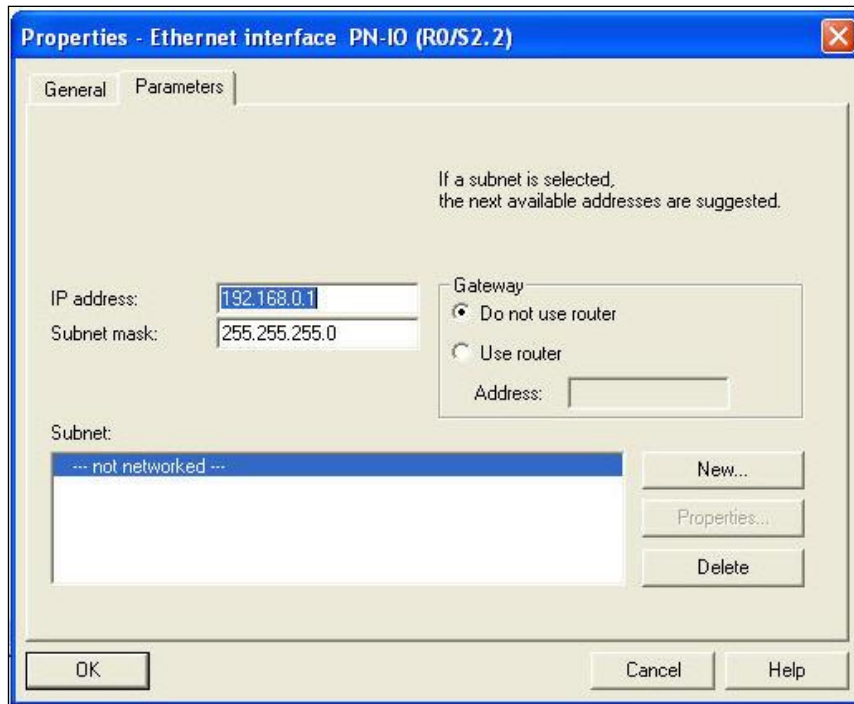 Properties - Ethernet interface PN-IO (R0/S2.2)
General
Parameters
If a subnet is selected,
the next available addresses are suggested.
IP address:
192.168.0.1
Subnet mask:
255.255.255.0
Gateway
Do not use router
Use router
Address:
Subnet:
--- not networked ---
New...
Properties...
Delete
OK
Cancel
Help